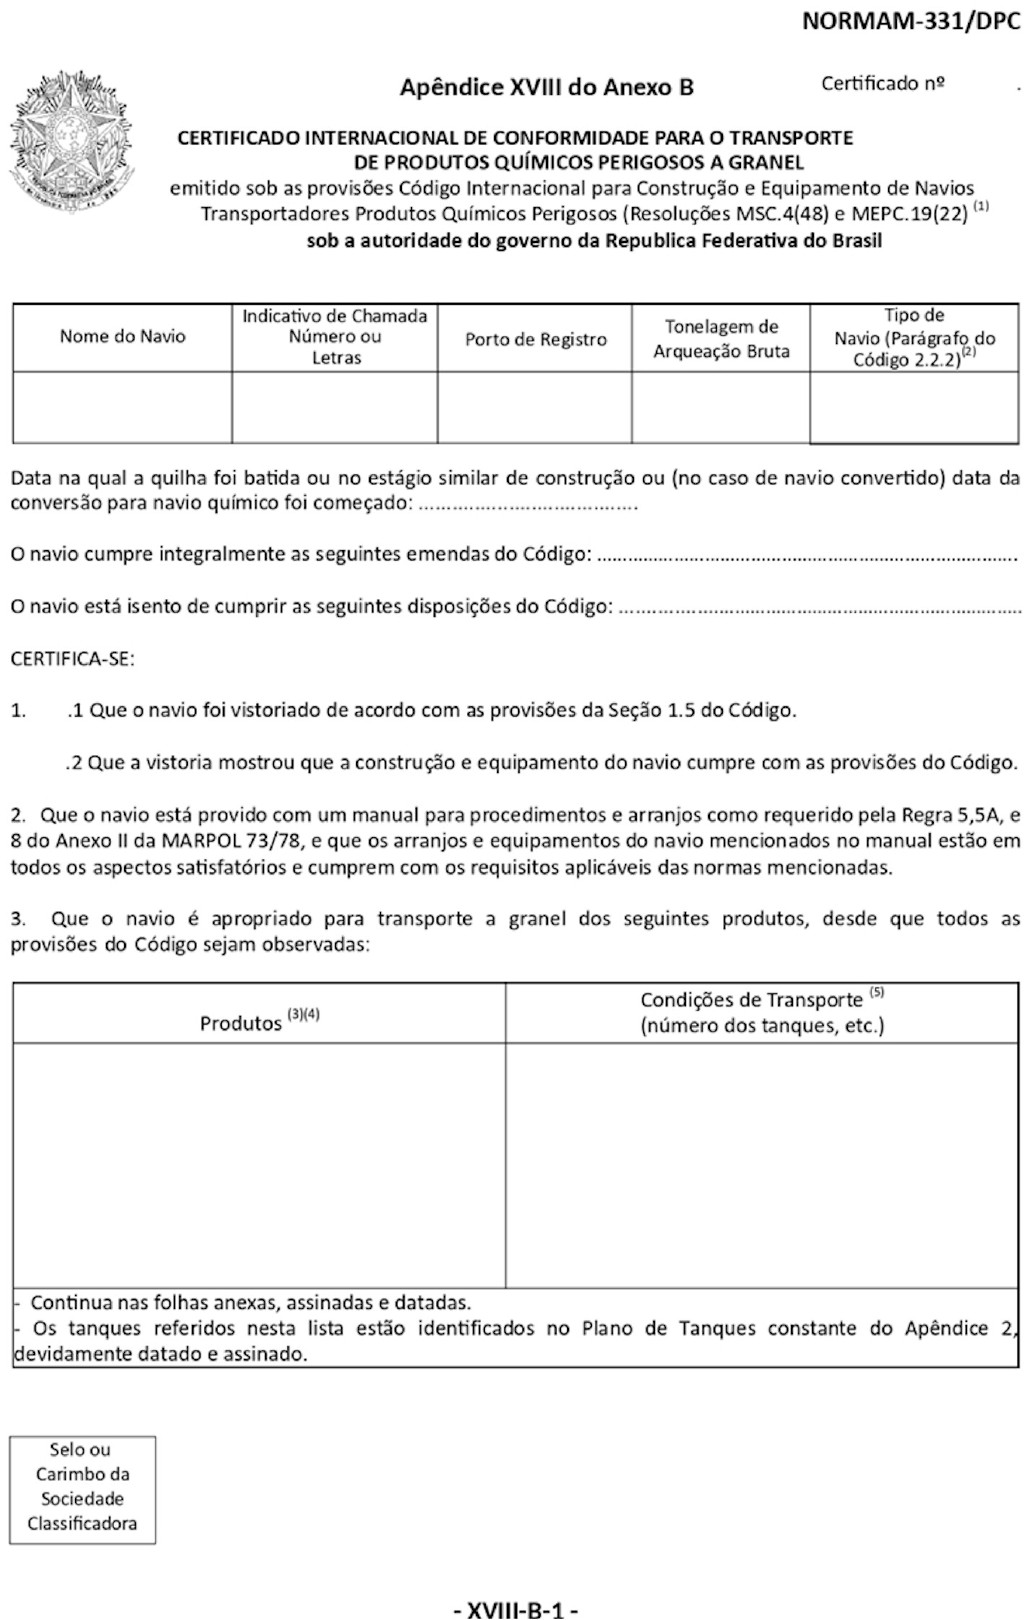 NORMAM-331/DPC
Apêndice XVIII do Anexo B
Certificado nº .
CERTIFICADO INTERNACIONAL DE CONFORMIDADE PARA O TRANSPORTE
DE PRODUTOS QUÍMICOS PERIGOSOS A GRANEL
emitido sob as provisões Código Internacional para Construção e Equipamento de Navios
Transportadores Produtos Químicos Perigosos (Resoluções MSC.4(48) e MEPC.19(22) (1)
sob a autoridade do governo da Republica Federativa do Brasil
Nome do Navio
Indicativo de Chamada
Número ou
Letras
Porto de Registro
Tonelagem de
Arqueação Bruta
Tipo de
Navio (Parágrafo do
Código 2.2.2)(2)
Data na qual a quilha foi batida ou no estágio similar de construção ou (no caso de navio convertido) data da
conversão para navio químico foi começado: .......................................
O navio cumpre integralmente as seguintes emendas do Código: ..........................................................................
O navio está isento de cumprir as seguintes disposições do Código: .......................................................................
CERTIFICA-SE:
1. .1 Que o navio foi vistoriado de acordo com as provisões da Seção 1.5 do Código.
.2 Que a vistoria mostrou que a construção e equipamento do navio cumpre com as provisões do Código.
2. Que o navio está provido com um manual para procedimentos e arranjos como requerido pela Regra 5,5A, e
8 do Anexo II da MARPOL 73/78, e que os arranjos e equipamentos do navio mencionados no manual estão em
todos os aspectos satisfatórios e cumprem com os requisitos aplicáveis das normas mencionadas.
3. Que o navio é apropriado para transporte a granel dos seguintes produtos, desde que todos as
provisões do Código sejam observadas:
Produtos (3)(4)
Condições de Transporte (5)
(número dos tanques, etc.)
- Continua nas folhas anexas, assinadas e datadas.
- Os tanques referidos nesta lista estão identificados no Plano de Tanques constante do Apêndice 2,
devidamente datado e assinado.
Selo ou
Carimbo da
Sociedade
Classificadora
- XVIII-B-1 -